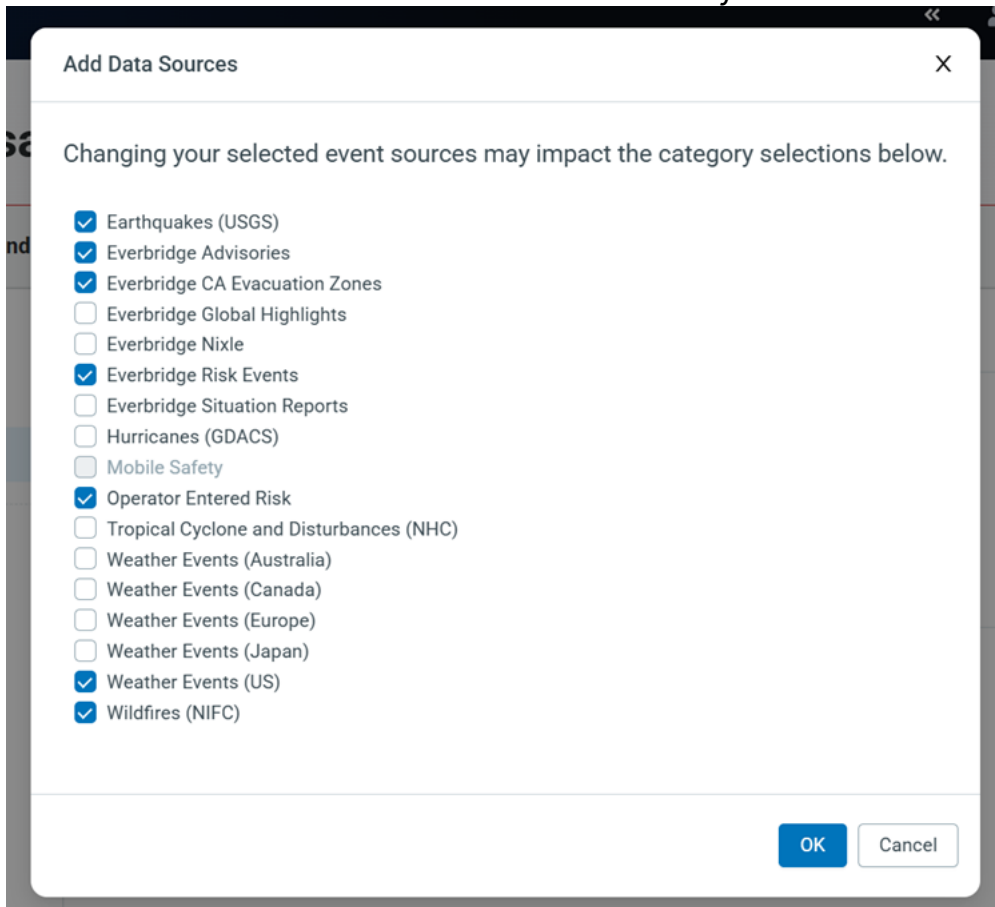 Add Data Sources
Changing your selected event sources may impact the category selections below.
Earthquakes (USGS)
Everbridge Advisories
Everbridge CA Evacuation Zones
Everbridge Global Highlights
Everbridge Nixle
Everbridge Risk Events
Everbridge Situation Reports
Hurricanes (GDACS)
Mobile Safety
Operator Entered Risk
Tropical Cyclone and Disturbances (NHC)
Weather Events (Australia)
Weather Events (Canada)
Weather Events (Europe)
Weather Events (Japan)
Weather Events (US)
Wildfires (NIFC)
OK Cancel